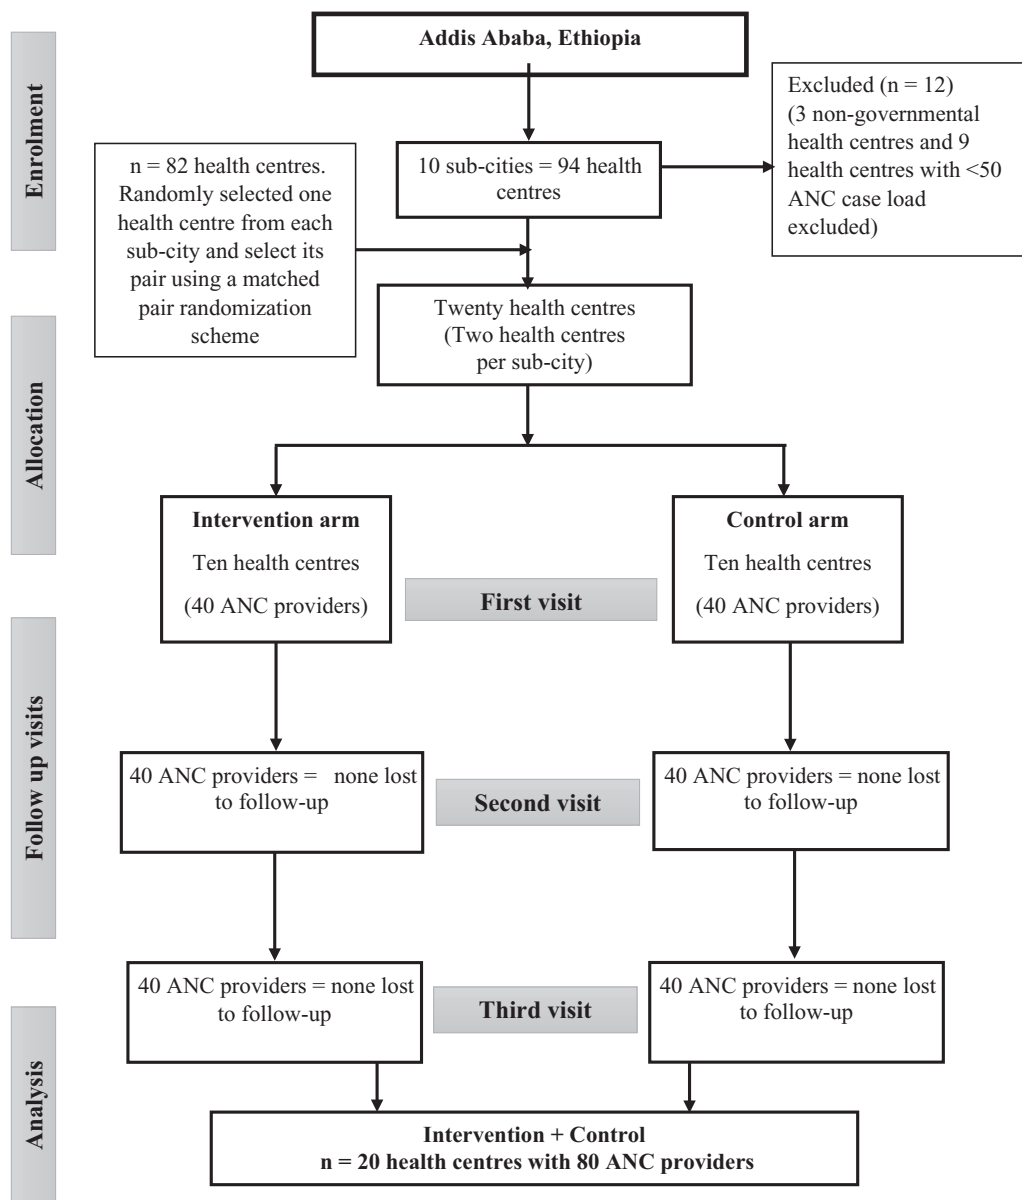 Addis Ababa, Ethiopia
Enrolment
Excluded (n = 12)
(3 non-governmental
health centres and 9
health centres with <50
ANC case load
excluded)
10 sub-cities = 94 health
centres
n = 82 health centres.
Randomly selected one
health centre from each
sub-city and select its
pair using a matched
pair randomization
scheme
Twenty health centres
(Two health centres
per sub-city)
Allocation
Intervention arm
Ten health centres
(40 ANC providers)
First visit
Control arm
Ten health centres
(40 ANC providers)
Follow up visits
40 ANC providers = none lost
to follow-up
Second visit
40 ANC providers = none lost
to follow-up
40 ANC providers = none lost
to follow-up
Third visit
40 ANC providers = none lost
to follow-up
Analysis
Intervention + Control
n = 20 health centres with 80 ANC providers